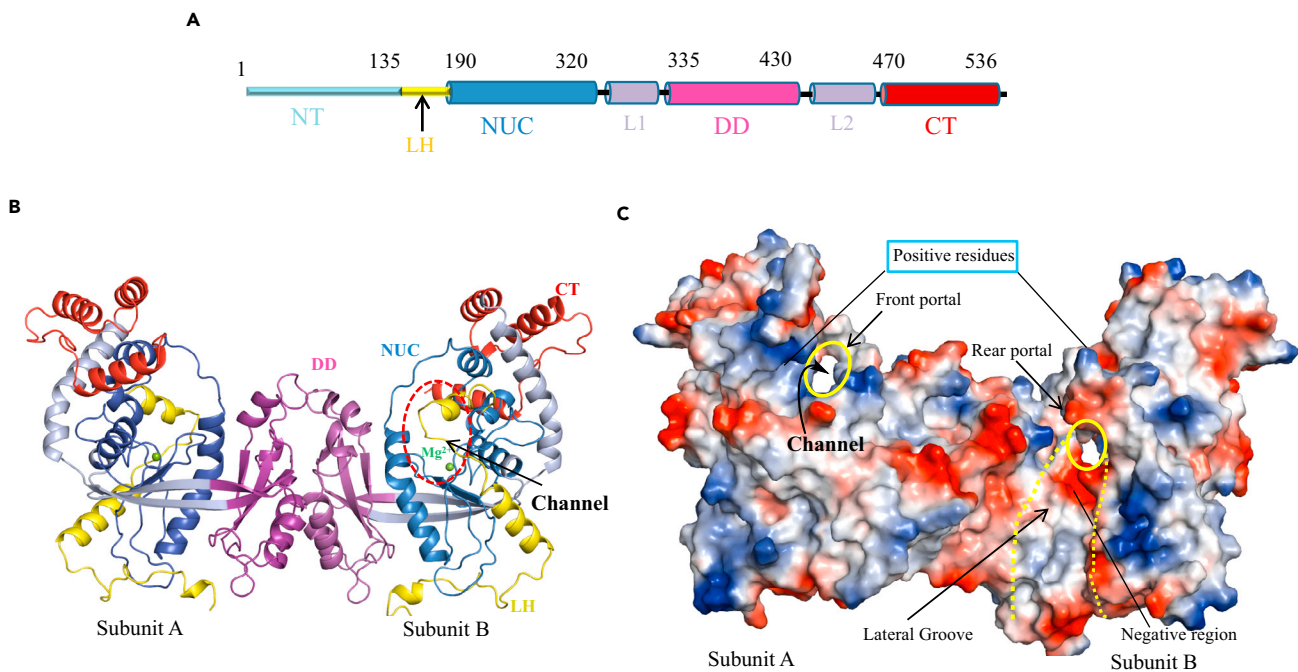 A
1
135
190
320
335
430
470
536
NT
LH
NUC
L1
DD
L2
CT
B
CT
NUC
DD
Mg²⁺
Channel
LH
Subunit A
Subunit B
C
Positive residues
Front portal
Rear portal
Channel
Lateral Groove
Negative region
Subunit A
Subunit B